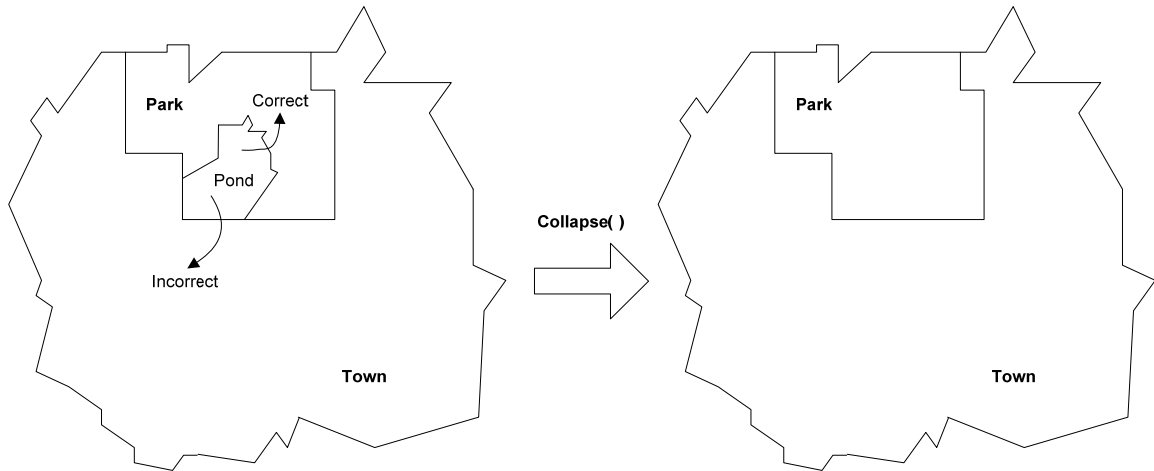 Park
Correct
Pond
Incorrect
Town
Collapse( )
Park
Town